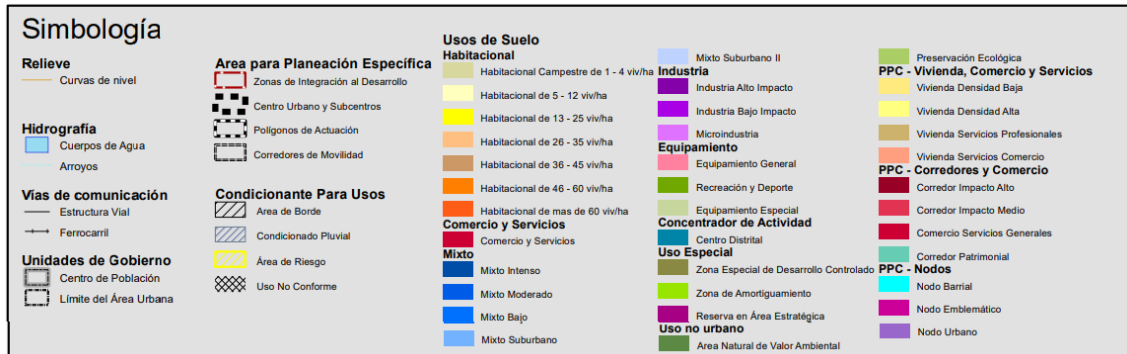 Simbología
Relieve
Curvas de nivel
Hidrografía
Cuerpos de Agua
Arroyos
Vías de comunicación
Estructura Vial
Ferrocarril
Unidades de Gobierno
Centro de Población
Límite del Área Urbana
Area para Planeación Específica
Zonas de Integración al Desarrollo
Centro Urbano y Subcentros
Polígonos de Actuación
Corredores de Movilidad
Condicionante Para Usos
Area de Borde
Condicionado Pluvial
Área de Riesgo
Uso No Conforme
Usos de Suelo
Habitacional
Habitacional Campestre de 1 - 4 viv/ha
Habitacional de 5 - 12 viv/ha
Habitacional de 13 - 25 viv/ha
Habitacional de 26 - 35 viv/ha
Habitacional de 36 - 45 viv/ha
Habitacional de 46 - 60 viv/ha
Habitacional de mas de 60 viv/ha
Comercio y Servicios
Comercio y Servicios
Mixto
Mixto Intenso
Mixto Moderado
Mixto Bajo
Mixto Suburbano
Mixto Suburbano II
Industria
Industria Alto Impacto
Industria Bajo Impacto
Microindustria
Equipamiento
Equipamiento General
Recreación y Deporte
Equipamiento Especial
Concentrador de Actividad
Centro Distrital
Uso Especial
Zona Especial de Desarrollo Controlado
Zona de Amortiguamiento
Reserva en Área Estratégica
Uso no urbano
Area Natural de Valor Ambiental
Preservación Ecológica
PPC - Vivienda, Comercio y Servicios
Vivienda Densidad Baja
Vivienda Densidad Alta
Vivienda Servicios Profesionales
Vivienda Servicios Comercio
PPC - Corredores y Comercio
Corredor Impacto Alto
Corredor Impacto Medio
Comercio Servicios Generales
Corredor Patrimonial
PPC - Nodos
Nodo Barrial
Nodo Emblemático
Nodo Urbano